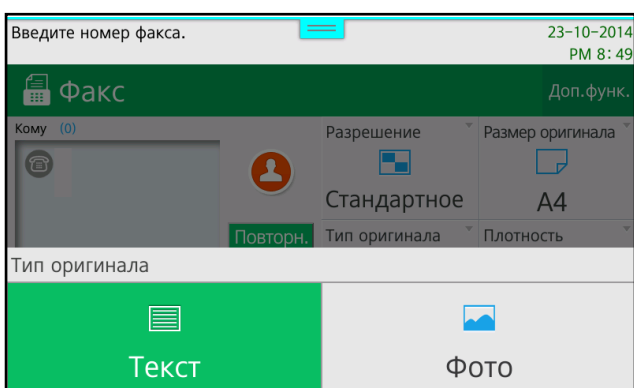 Введите номер факса.
23-10-2014
PM 8:49
Факс
Доп.функ.
Кому (0)
Разрешение
Размер оригинала
Стандартное
A4
Повторн.
Тип оригинала
Плотность
Тип оригинала
Текст
Фото